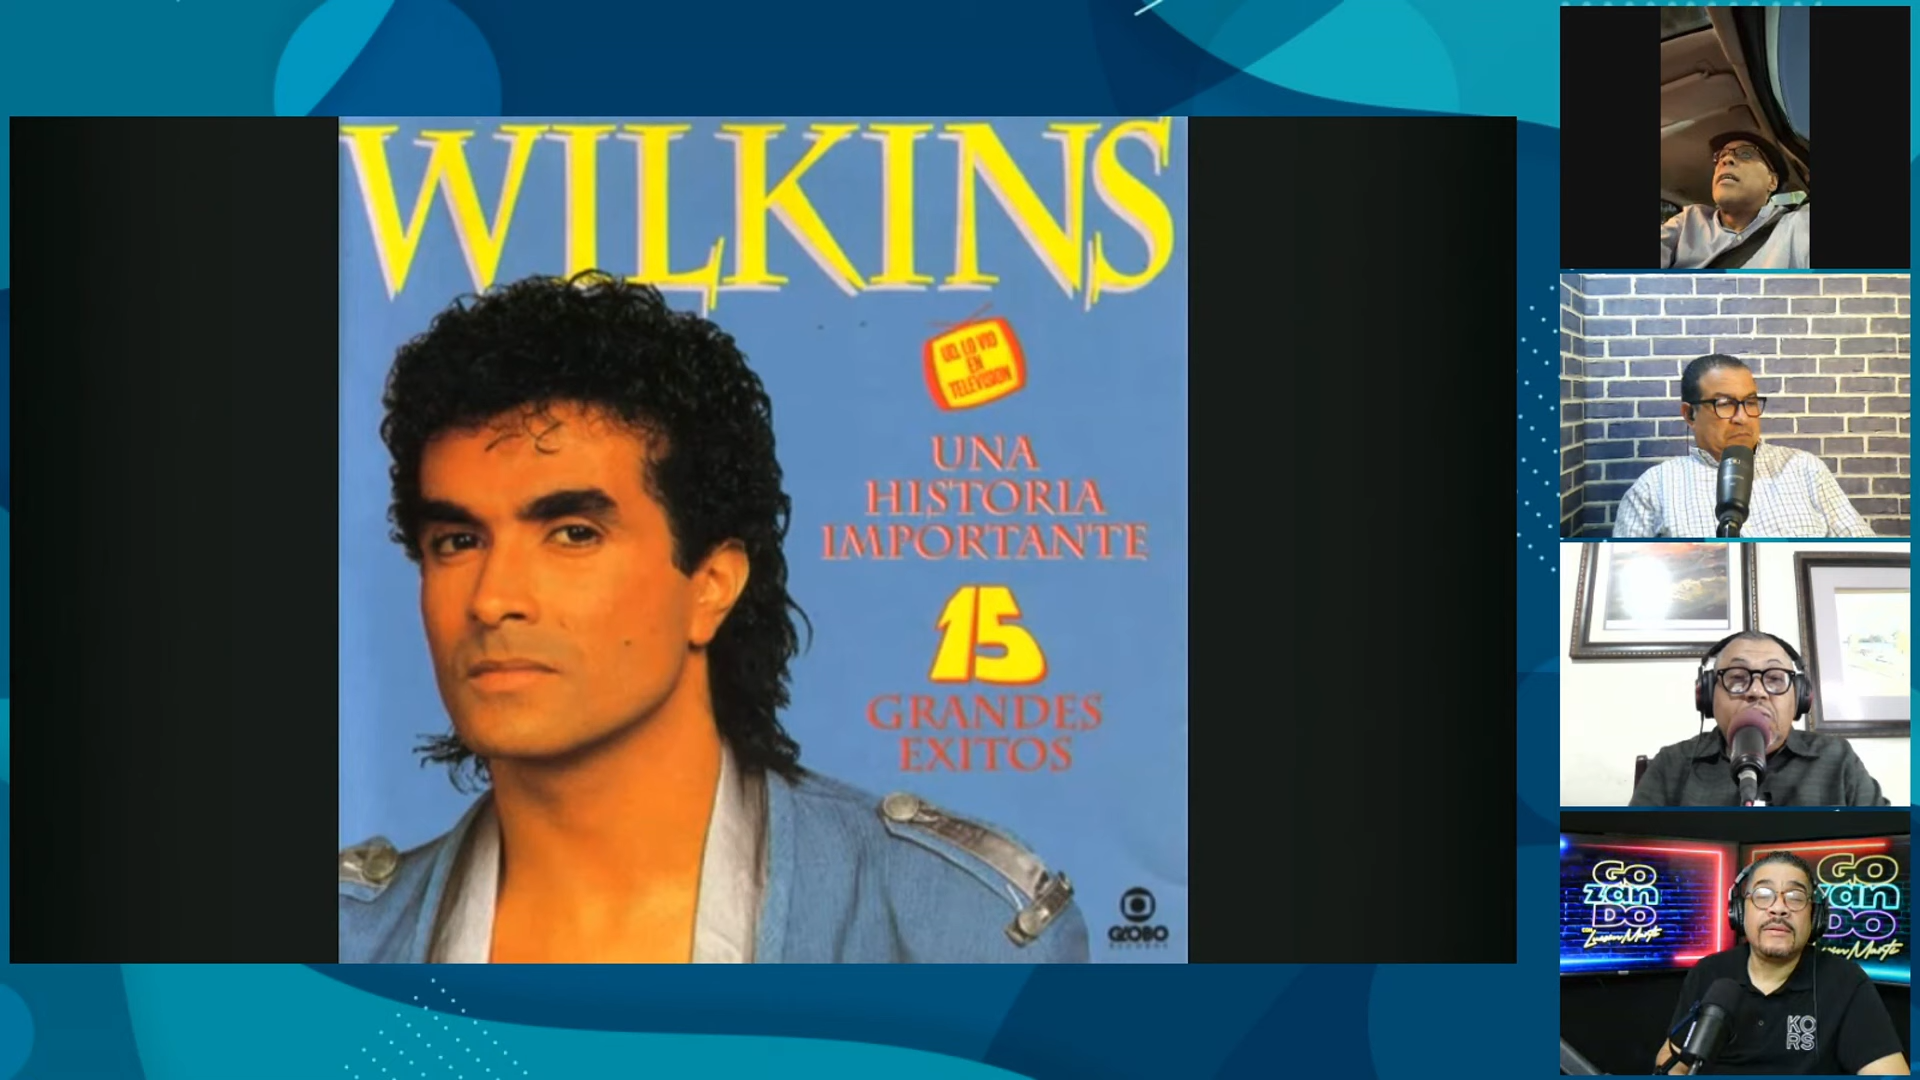 WILKINS
UD. LO VIO
EN
TELEVISION
UNA
HISTORIA
IMPORTANTE
15
GRANDES
EXITOS
GLOBO
GO
zan
DO
GO
zan
DO
KO
RS